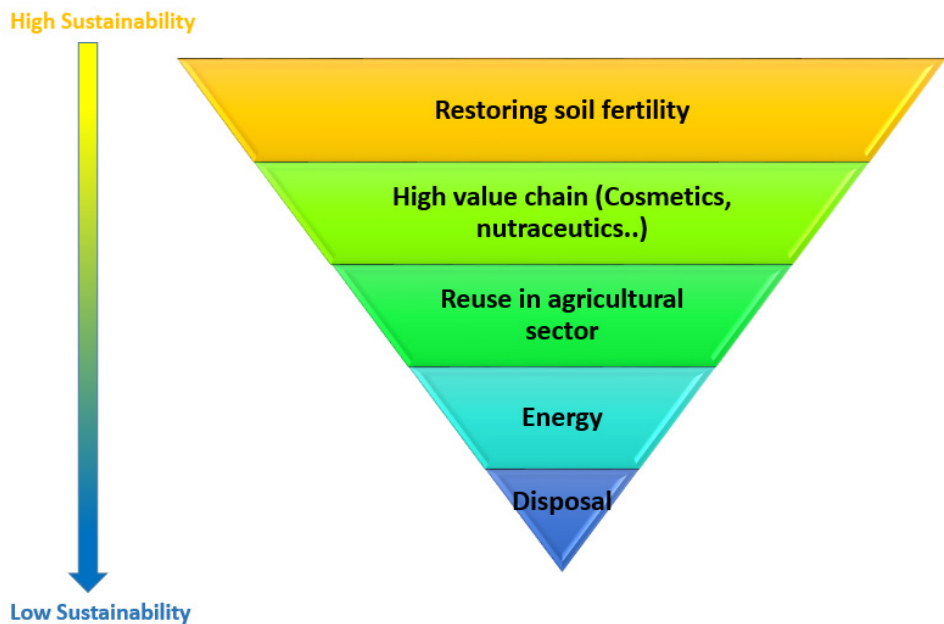 High Sustainability
Restoring soil fertility
High value chain (Cosmetics,
nutraceutics..)
Reuse in agricultural
sector
Energy
Disposal
Low Sustainability